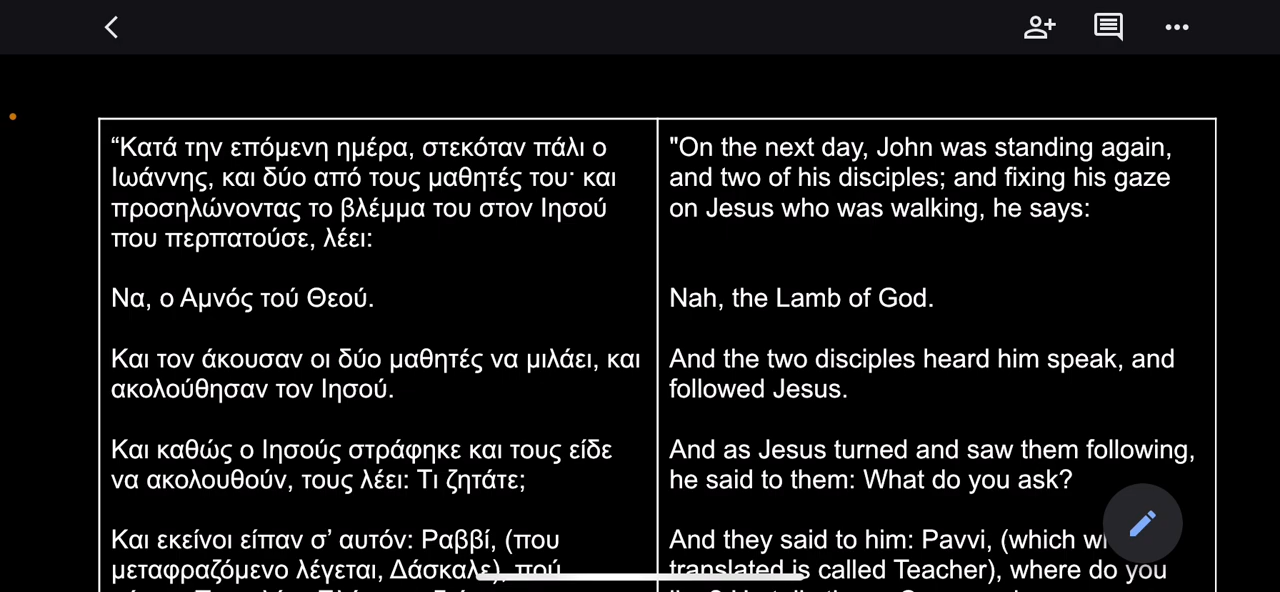 “Κατά την επόμενη ημέρα, στεκόταν πάλι ο
Ιωάννης, και δύο από τους μαθητές του· και
προσηλώνοντας το βλέμμα του στον Ιησού
που περπατούσε, λέει:
Να, ο Αμνός τού Θεού.
Και τον άκουσαν οι δύο μαθητές να μιλάει, και
ακολούθησαν τον Ιησού.
Και καθώς ο Ιησούς στράφηκε και τους είδε
να ακολουθούν, τους λέει: Τι ζητάτε;
Και εκείνοι είπαν σ’ αυτόν: Ραββί, (που
μεταφραζόμενο λέγεται, Δάσκαλε), πού
"On the next day, John was standing again,
and two of his disciples; and fixing his gaze
on Jesus who was walking, he says:
Nah, the Lamb of God.
And the two disciples heard him speak, and
followed Jesus.
And as Jesus turned and saw them following,
he said to them: What do you ask?
And they said to him: Pavvi, (which
translated is called Teacher), where do you